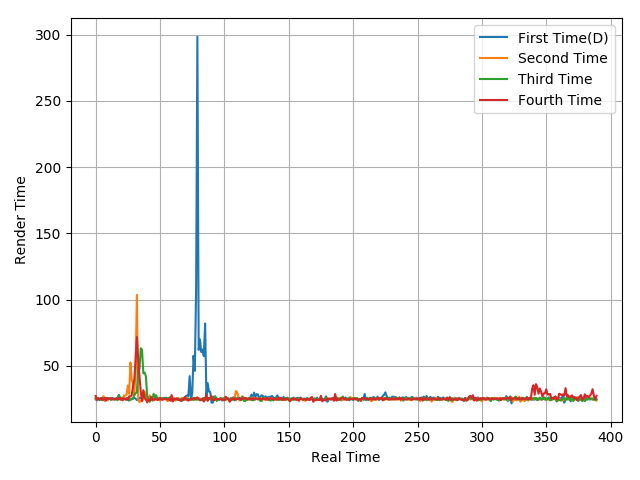 First Time(D)
Second Time
Third Time
Fourth Time
Render Time
300
250
200
150
100
50
0
50
100
150
200
250
300
350
400
Real Time